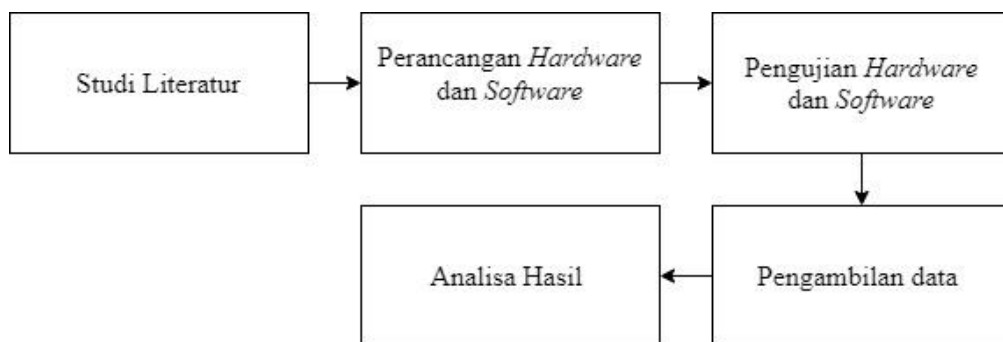 Studi Literatur
Perancangan Hardware
dan Software
Pengujian Hardware
dan Software
Pengambilan data
Analisa Hasil